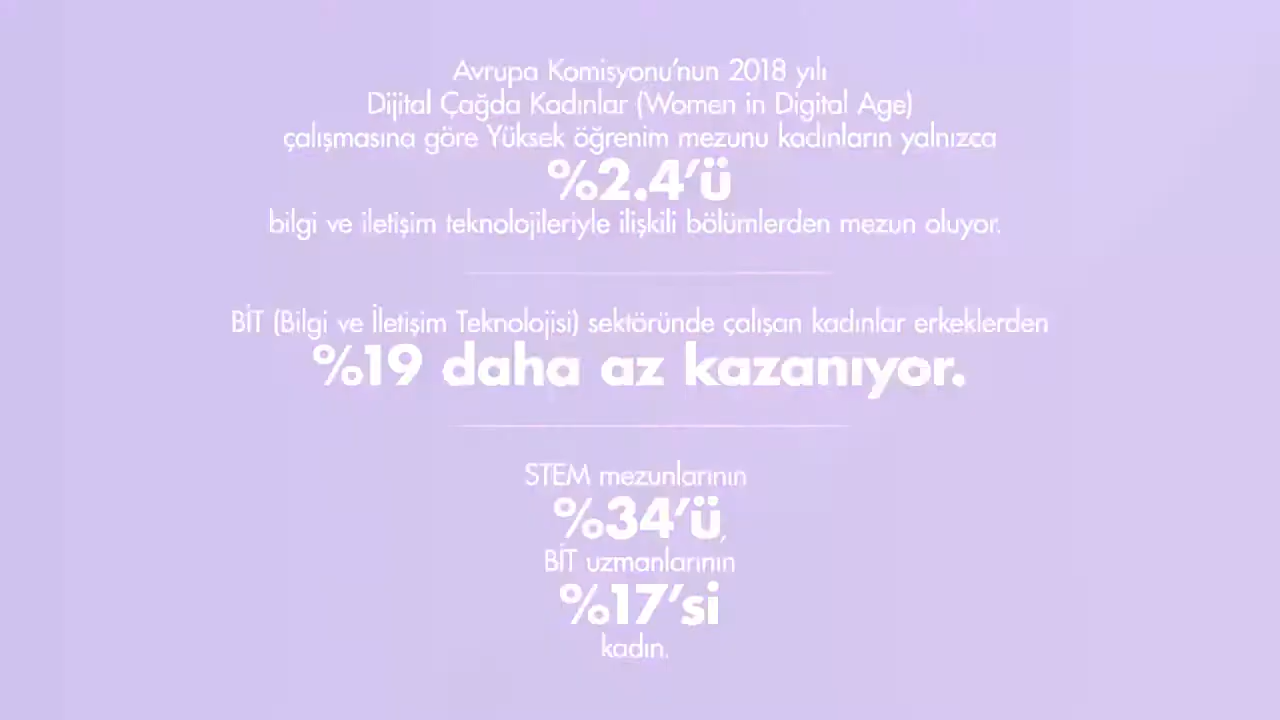 Avrupa Komisyonu'nun 2018 yılı
Dijital Çağda Kadınlar (Women in Digital Age)
çalışmasına göre Yüksek öğrenim mezunu kadınların yalnızca
%2.4'ü
bilgi ve iletişim teknolojileriyle ilişkili bölümlerden mezun oluyor.
BİT (Bilgi ve İletişim Teknolojisi) sektöründe çalışan kadınlar erkeklerden
%19 daha az kazanıyor.
STEM mezunlarının
%34'ü,
BİT uzmanlarının
%17'si
kadın.